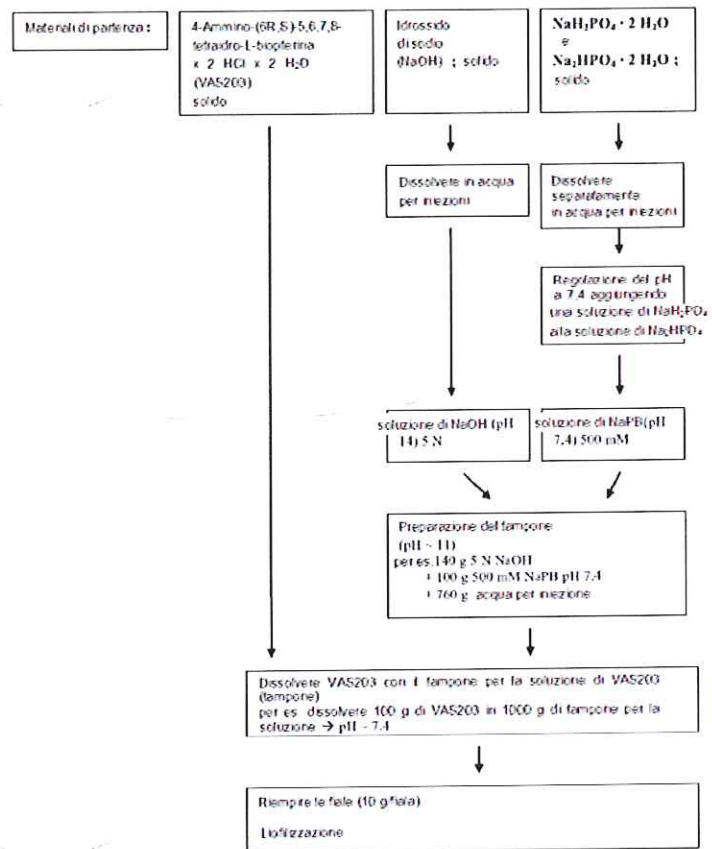 Materiali di partenza :
4-Ammino-(6R,S)-5,6,7,8-
tetraidro-L-biopterina
x 2 HCl x 2 H₂O
(VAS203)
solido
Idrossido
di sodio
(NaOH) ; solido
NaH₂PO₄ · 2 H₂O
e
Na₂HPO₄ · 2 H₂O ;
solido
Dissolvere in acqua
per iniezioni
Dissolvere
separatamente
in acqua per iniezioni
Regolazione del pH
a 7,4 aggiungendo
una soluzione di NaH₂PO₄
alla soluzione di Na₂HPO₄
soluzione di NaOH (pH
14) 5 N
soluzione di NaPB(pH
7,4) 500 mM
Preparazione del tampone
(pH ~ 11)
per es. 140 g 5 N NaOH
+ 100 g 500 mM NaPB pH 7,4
+ 760 g acqua per iniezione
Dissolvere VAS203 con il tampone per la soluzione di VAS203
(tampone)
per es. dissolvere 100 g di VAS203 in 1000 g di tampone per la
soluzione → pH ~ 7.4
Riempire le fiale (10 g/fiala)
Liofilizzazione